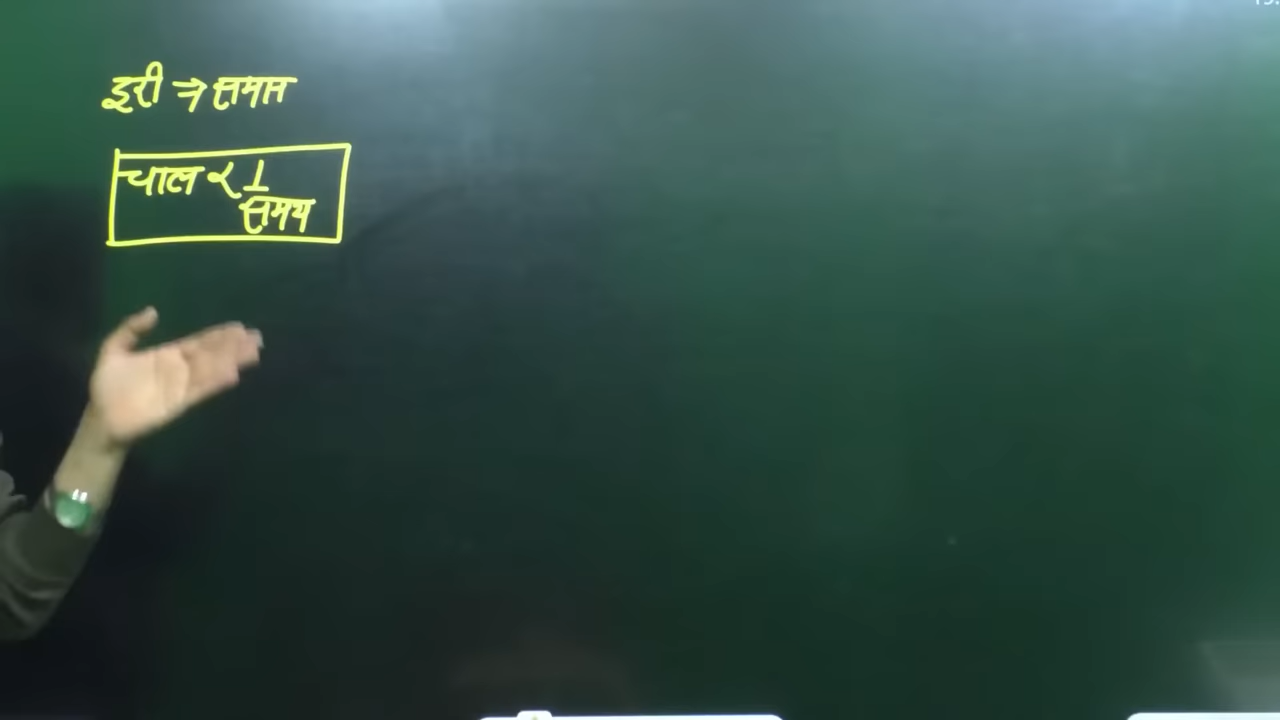 दूरी ⇒ समान
चाल ∝ 1/समय